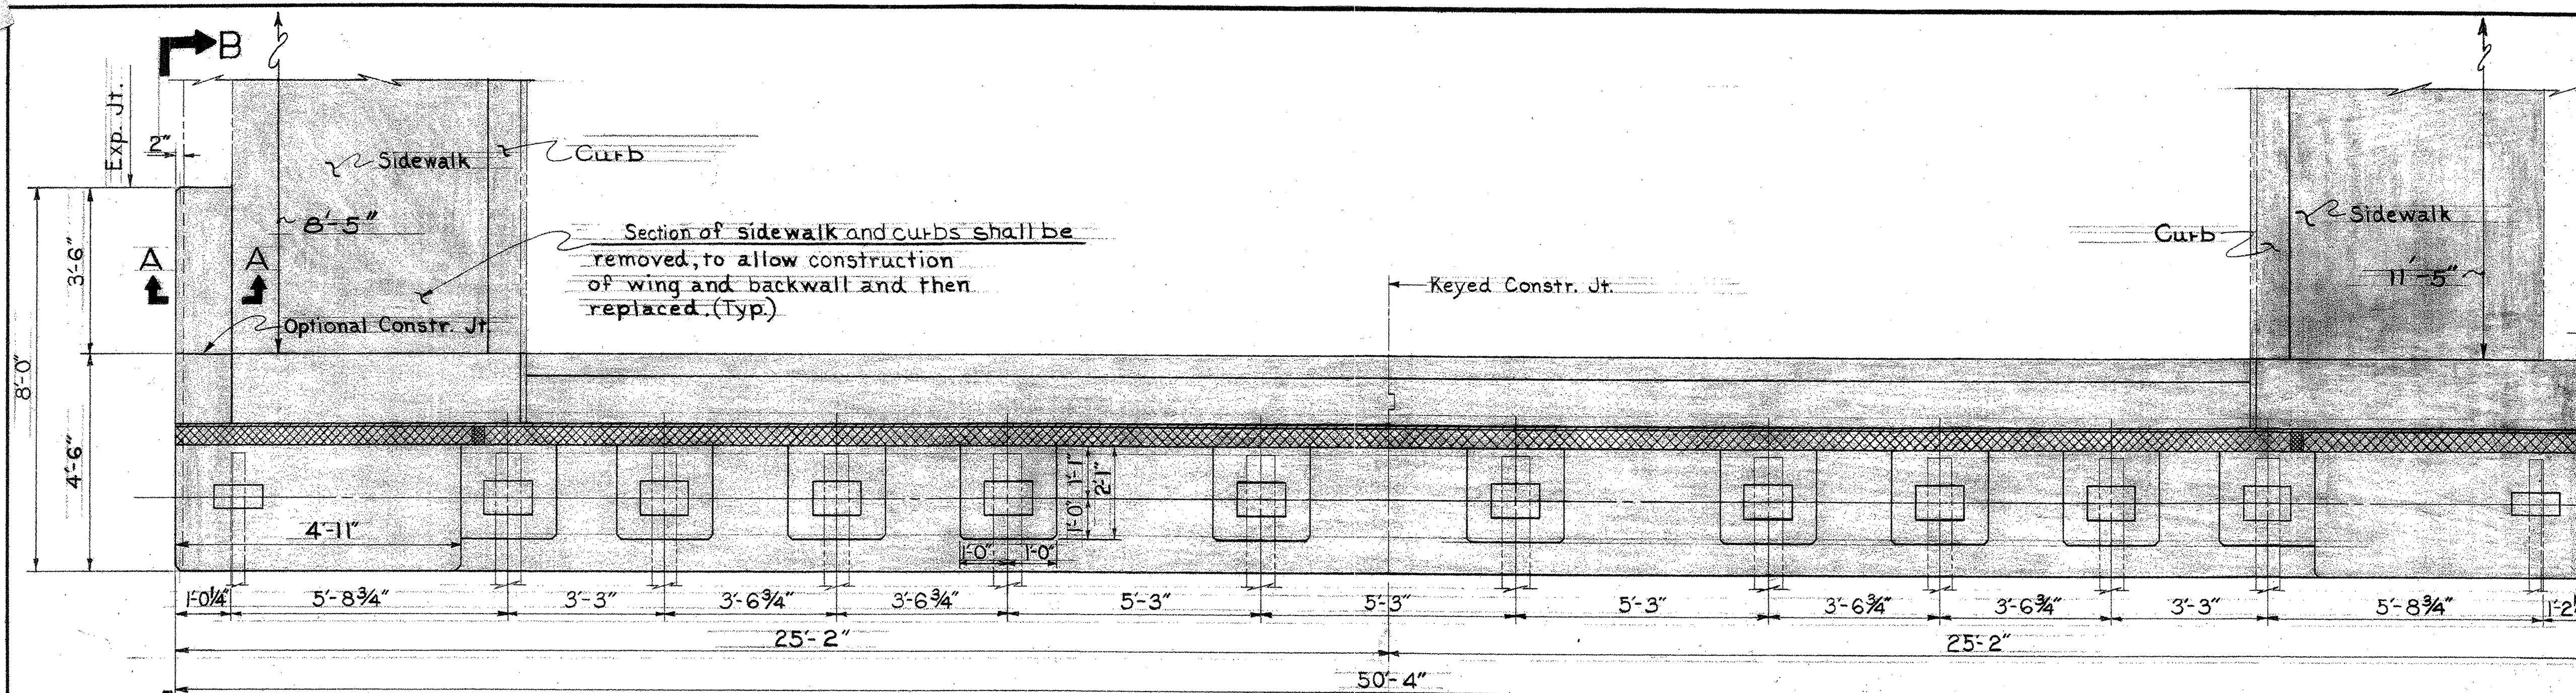 B
Exp. Jt.
2"
Sidewalk
Curb
8'-5"
Section of sidewalk and curbs shall be
removed, to allow construction
of wing and backwall and then
replaced. (Typ.)
Keyed Constr. Jt.
Curb
Sidewalk
11'-5"
A
A
3'-6"
Optional Constr. Jt.
8'-0"
4'-6"
4'-11"
1'-1"
1'-0"
2'-1"
1'-0"
1'-0"
1'-0¼"
5'-8¾"
3'-3"
3'-6¾"
3'-6¾"
5'-3"
5'-3"
5'-3"
3'-6¾"
3'-6¾"
3'-3"
5'-8¾"
25'-2"
25'-2"
50'-4"